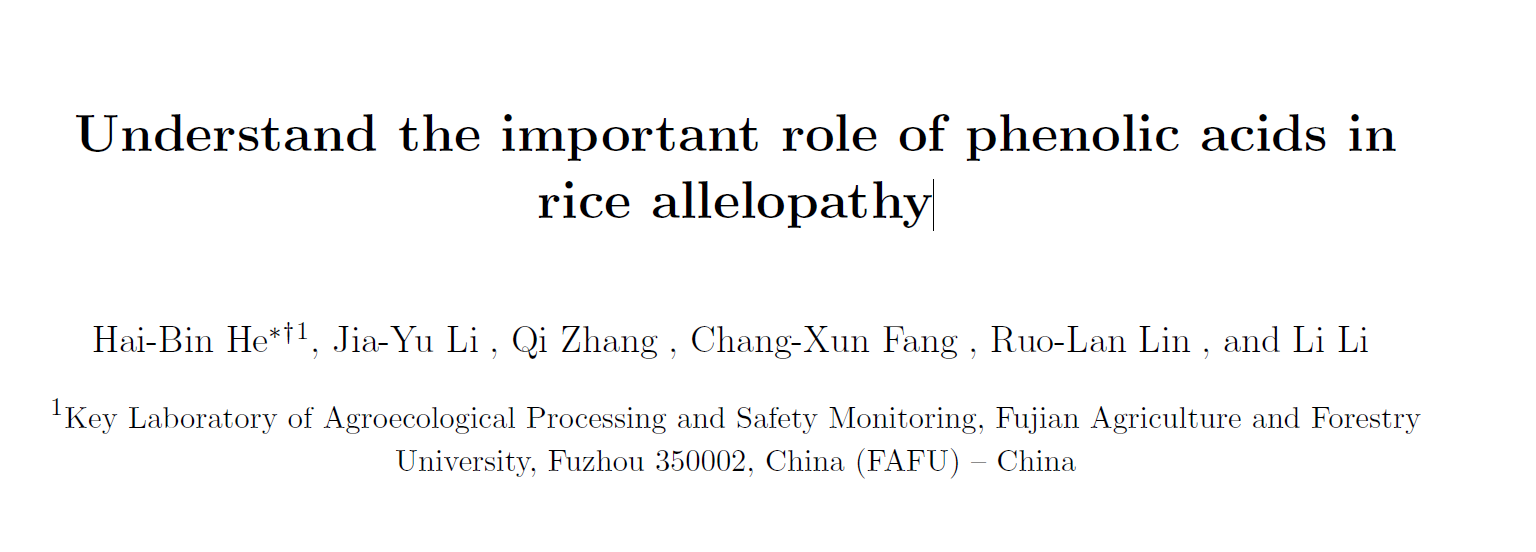 Understand the important role of phenolic acids in
rice allelopathy
Hai-Bin He*†1, Jia-Yu Li , Qi Zhang , Chang-Xun Fang , Ruo-Lan Lin , and Li Li
1Key Laboratory of Agroecological Processing and Safety Monitoring, Fujian Agriculture and Forestry
University, Fuzhou 350002, China (FAFU) – China